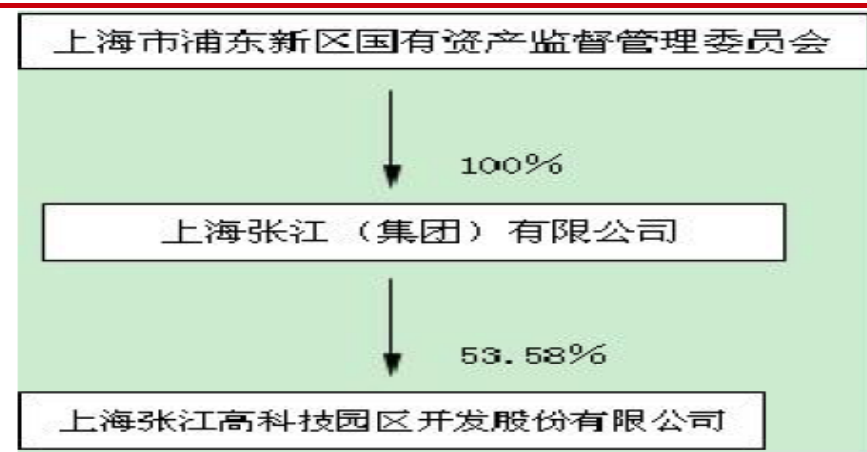 上海市浦东新区国有资产监督管理委员会
100%
上海张江（集团）有限公司
53.58%
上海张江高科技园区开发股份有限公司